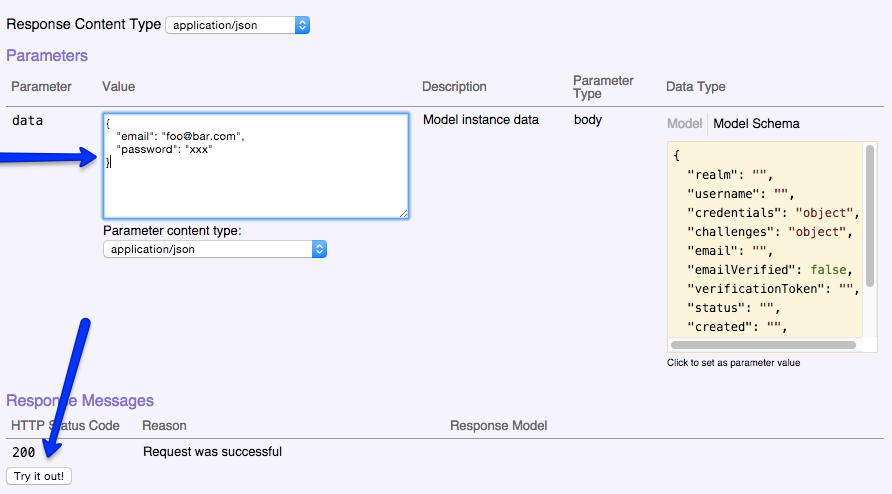 Response Content Type application/json
Parameters
Parameter Value Description Parameter Type Data Type
data
{
"email": "foo@bar.com",
"password": "xxx"
}
Parameter content type:
application/json
Model instance data
body
Model Model Schema
{
"realm": "",
"username": "",
"credentials": "object",
"challenges": "object",
"email": "",
"emailVerified": false,
"verificationToken": "",
"status": "",
"created": "",
Click to set as parameter value
Response Messages
HTTP Status Code Reason Response Model
200 Request was successful
Try it out!